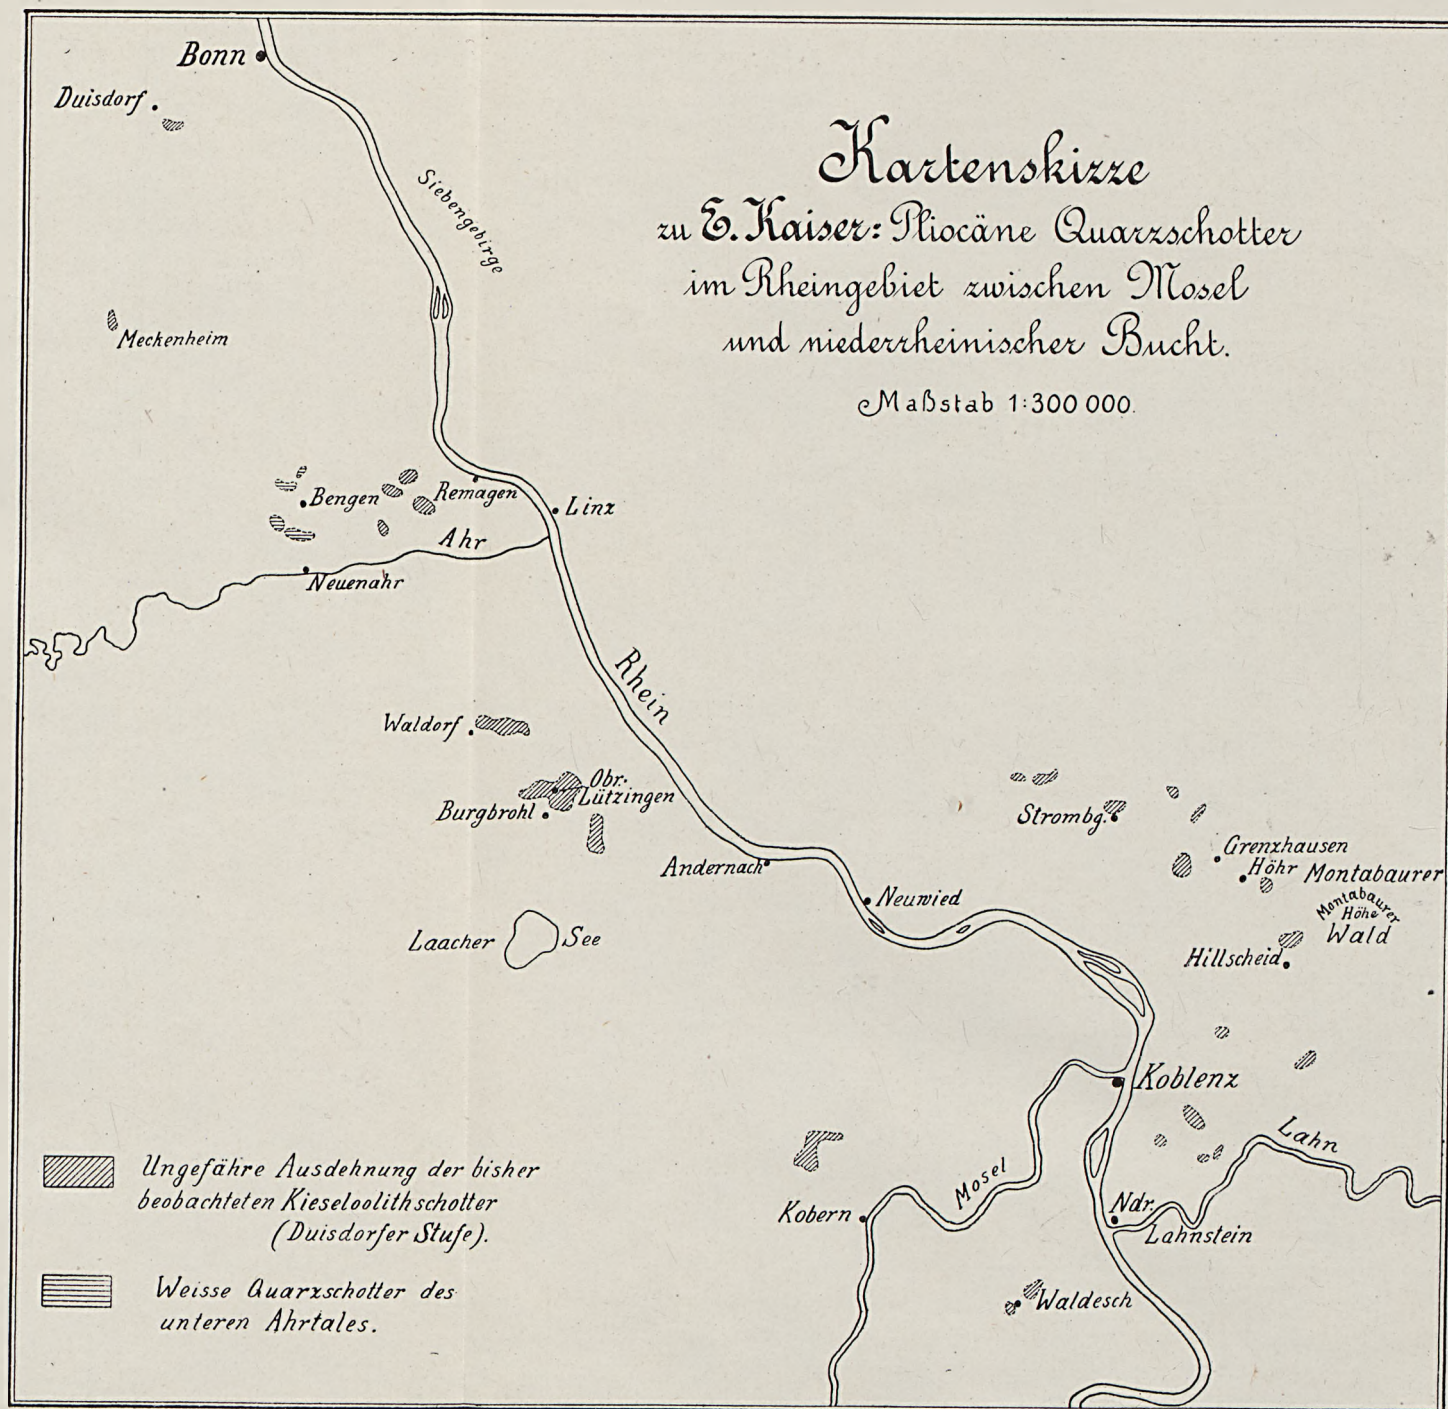 Bonn
Duisdorf
Siebengebirge
Kartenskizze
zu E. Kaiser: Pliocäne Quarzschotter
im Rheingebiet zwischen Mosel
und niederrheinischer Bucht.
Maßstab 1:300 000.
Meckenheim
Bengen
Remagen
Linz
Ahr
Neuenahr
Rhein
Waldorf
Obr.
Lützingen
Burgbrohl
Strombg.
Andernach
Grenzhausen
Höhr
Montabaurer
Neuwied
Montabaurer
Höhe
Wald
Laacher See
Hillscheid
Koblenz
Lahn
Mosel
Kobern
Ndr.
Lahnstein
Waldesch
Ungefähre Ausdehnung der bisher
beobachteten Kieseloolithschotter
(Duisdorfer Stufe).
Weisse Quarzschotter des
unteren Ahrtales.